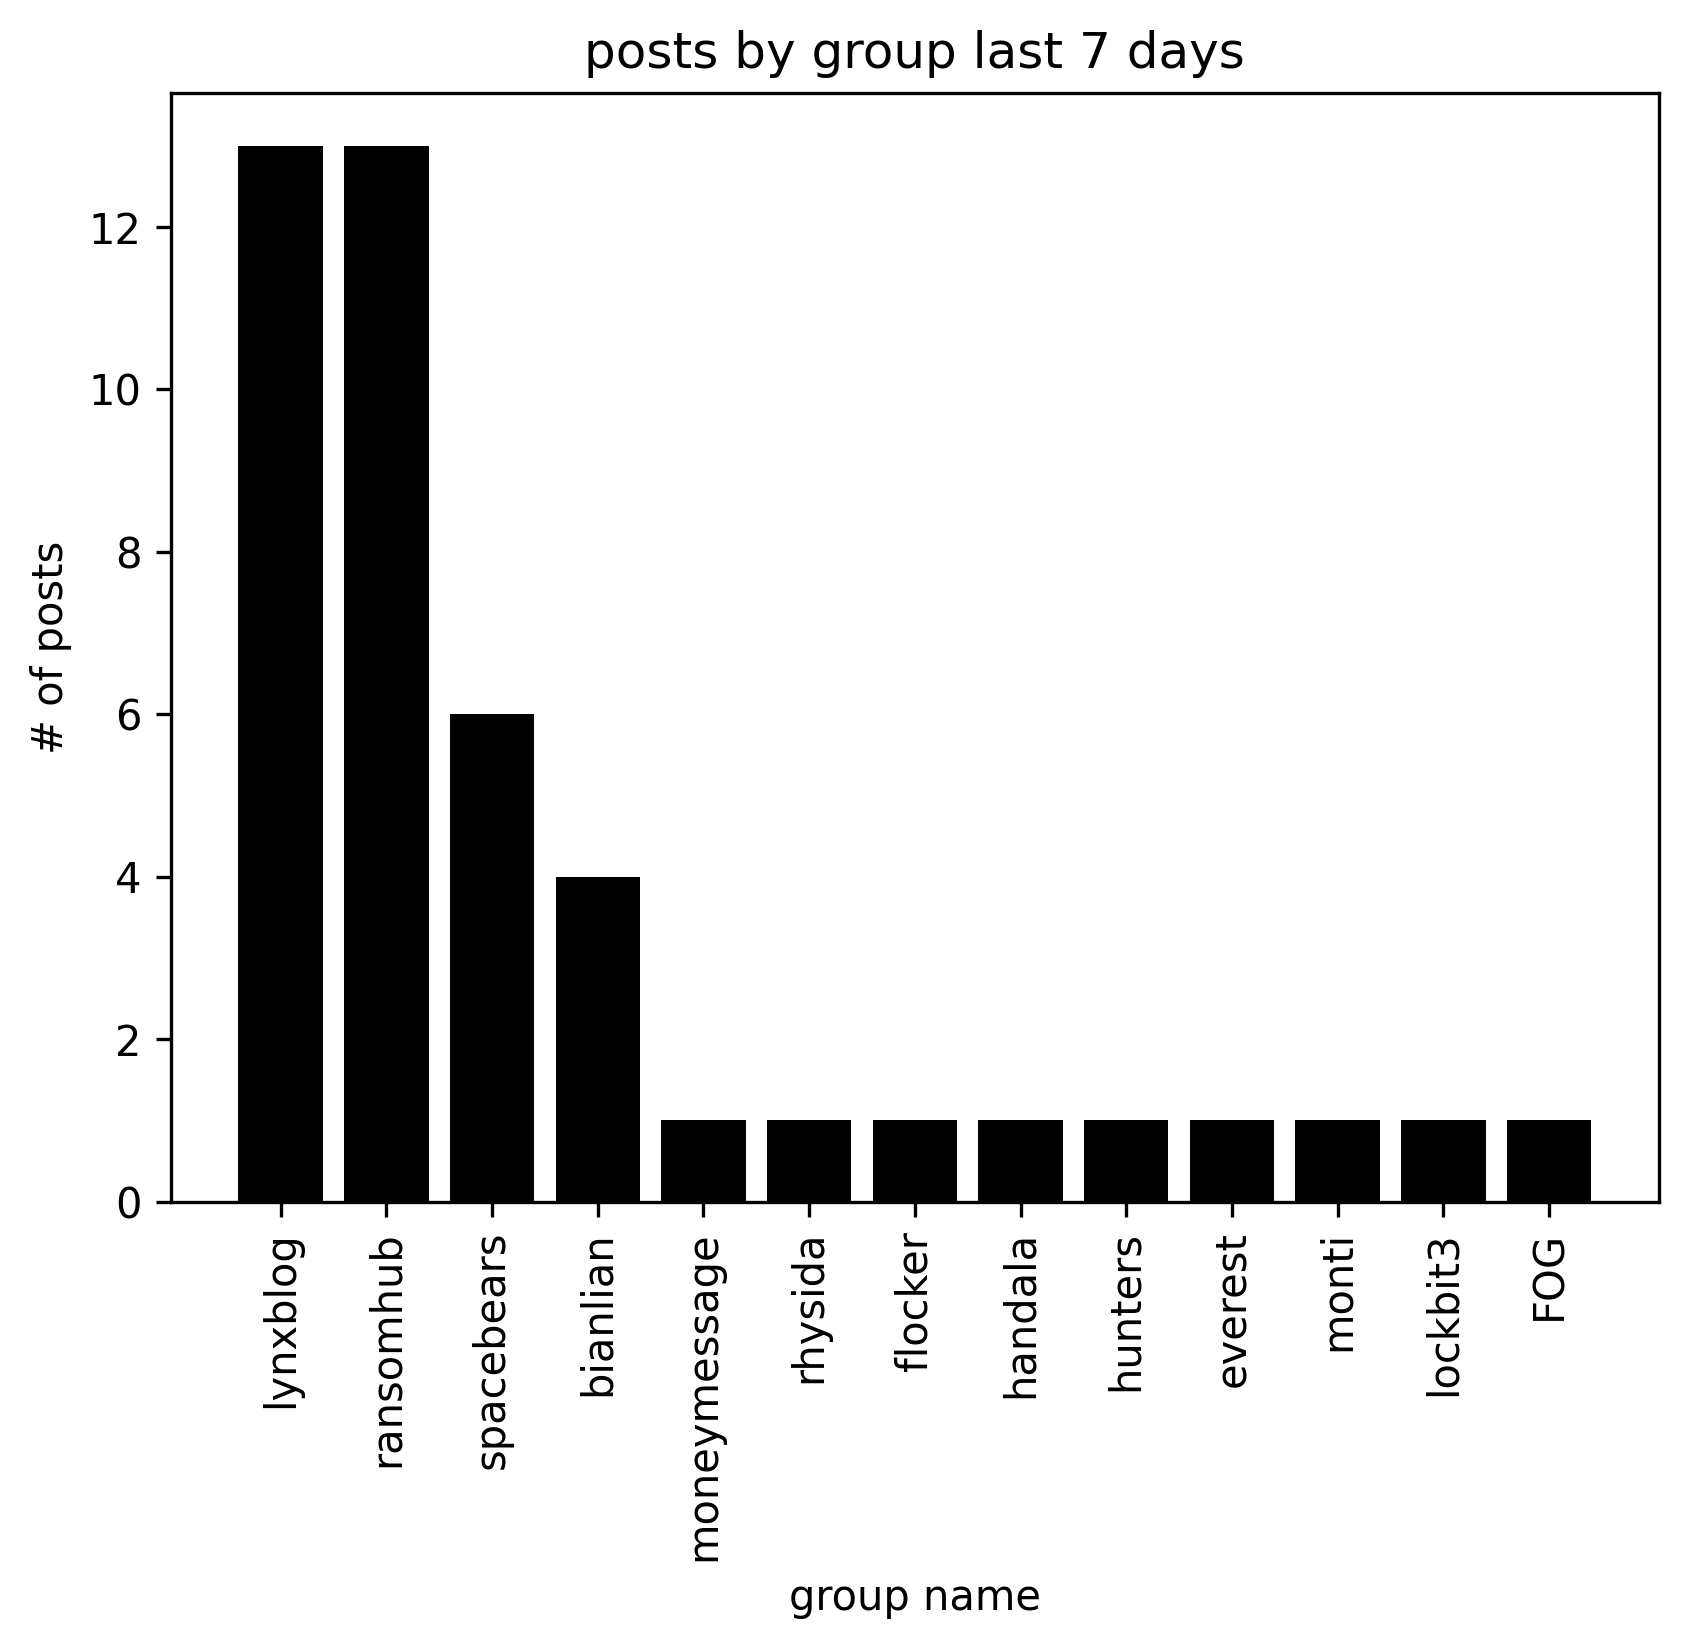 posts by group last 7 days
# of posts
12
10
8
6
4
2
0
lynxblog
ransomhub
spacebears
bianlian
moneymessage
rhysida
flocker
handala
hunters
everest
monti
lockbit3
FOG
group name